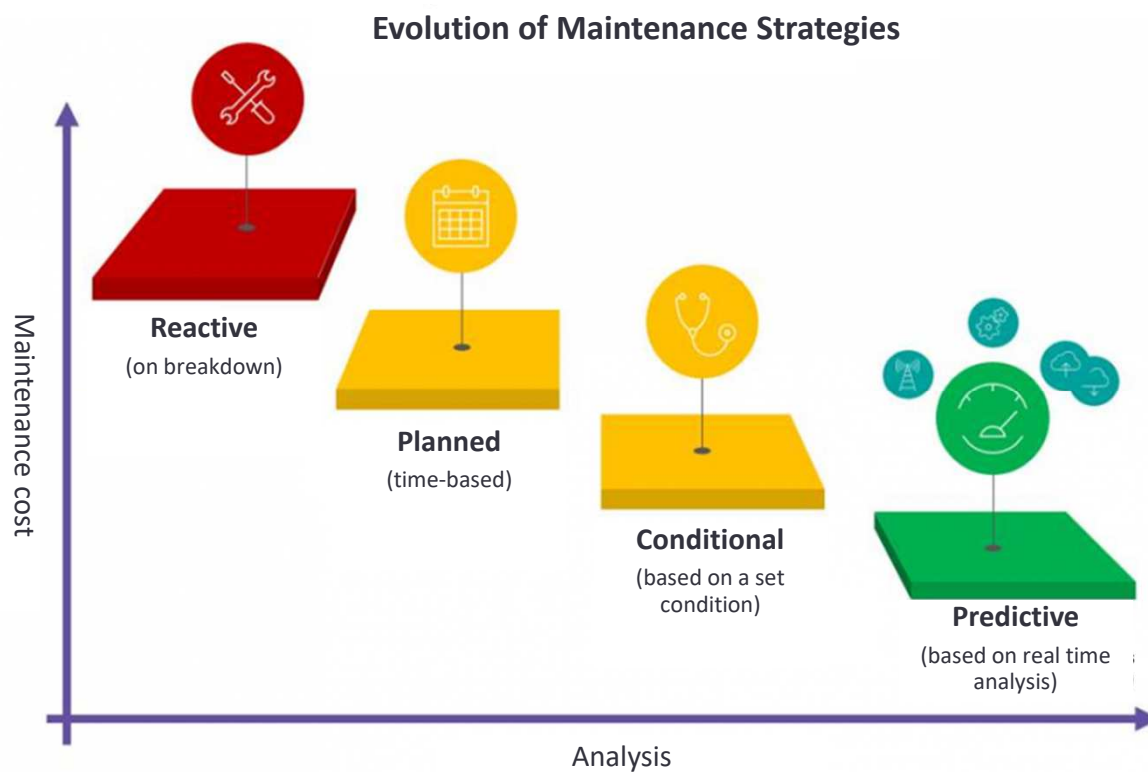 Evolution of Maintenance Strategies
Maintenance cost
Reactive
(on breakdown)
Planned
(time-based)
Conditional
(based on a set
condition)
Predictive
(based on real time
analysis)
Analysis